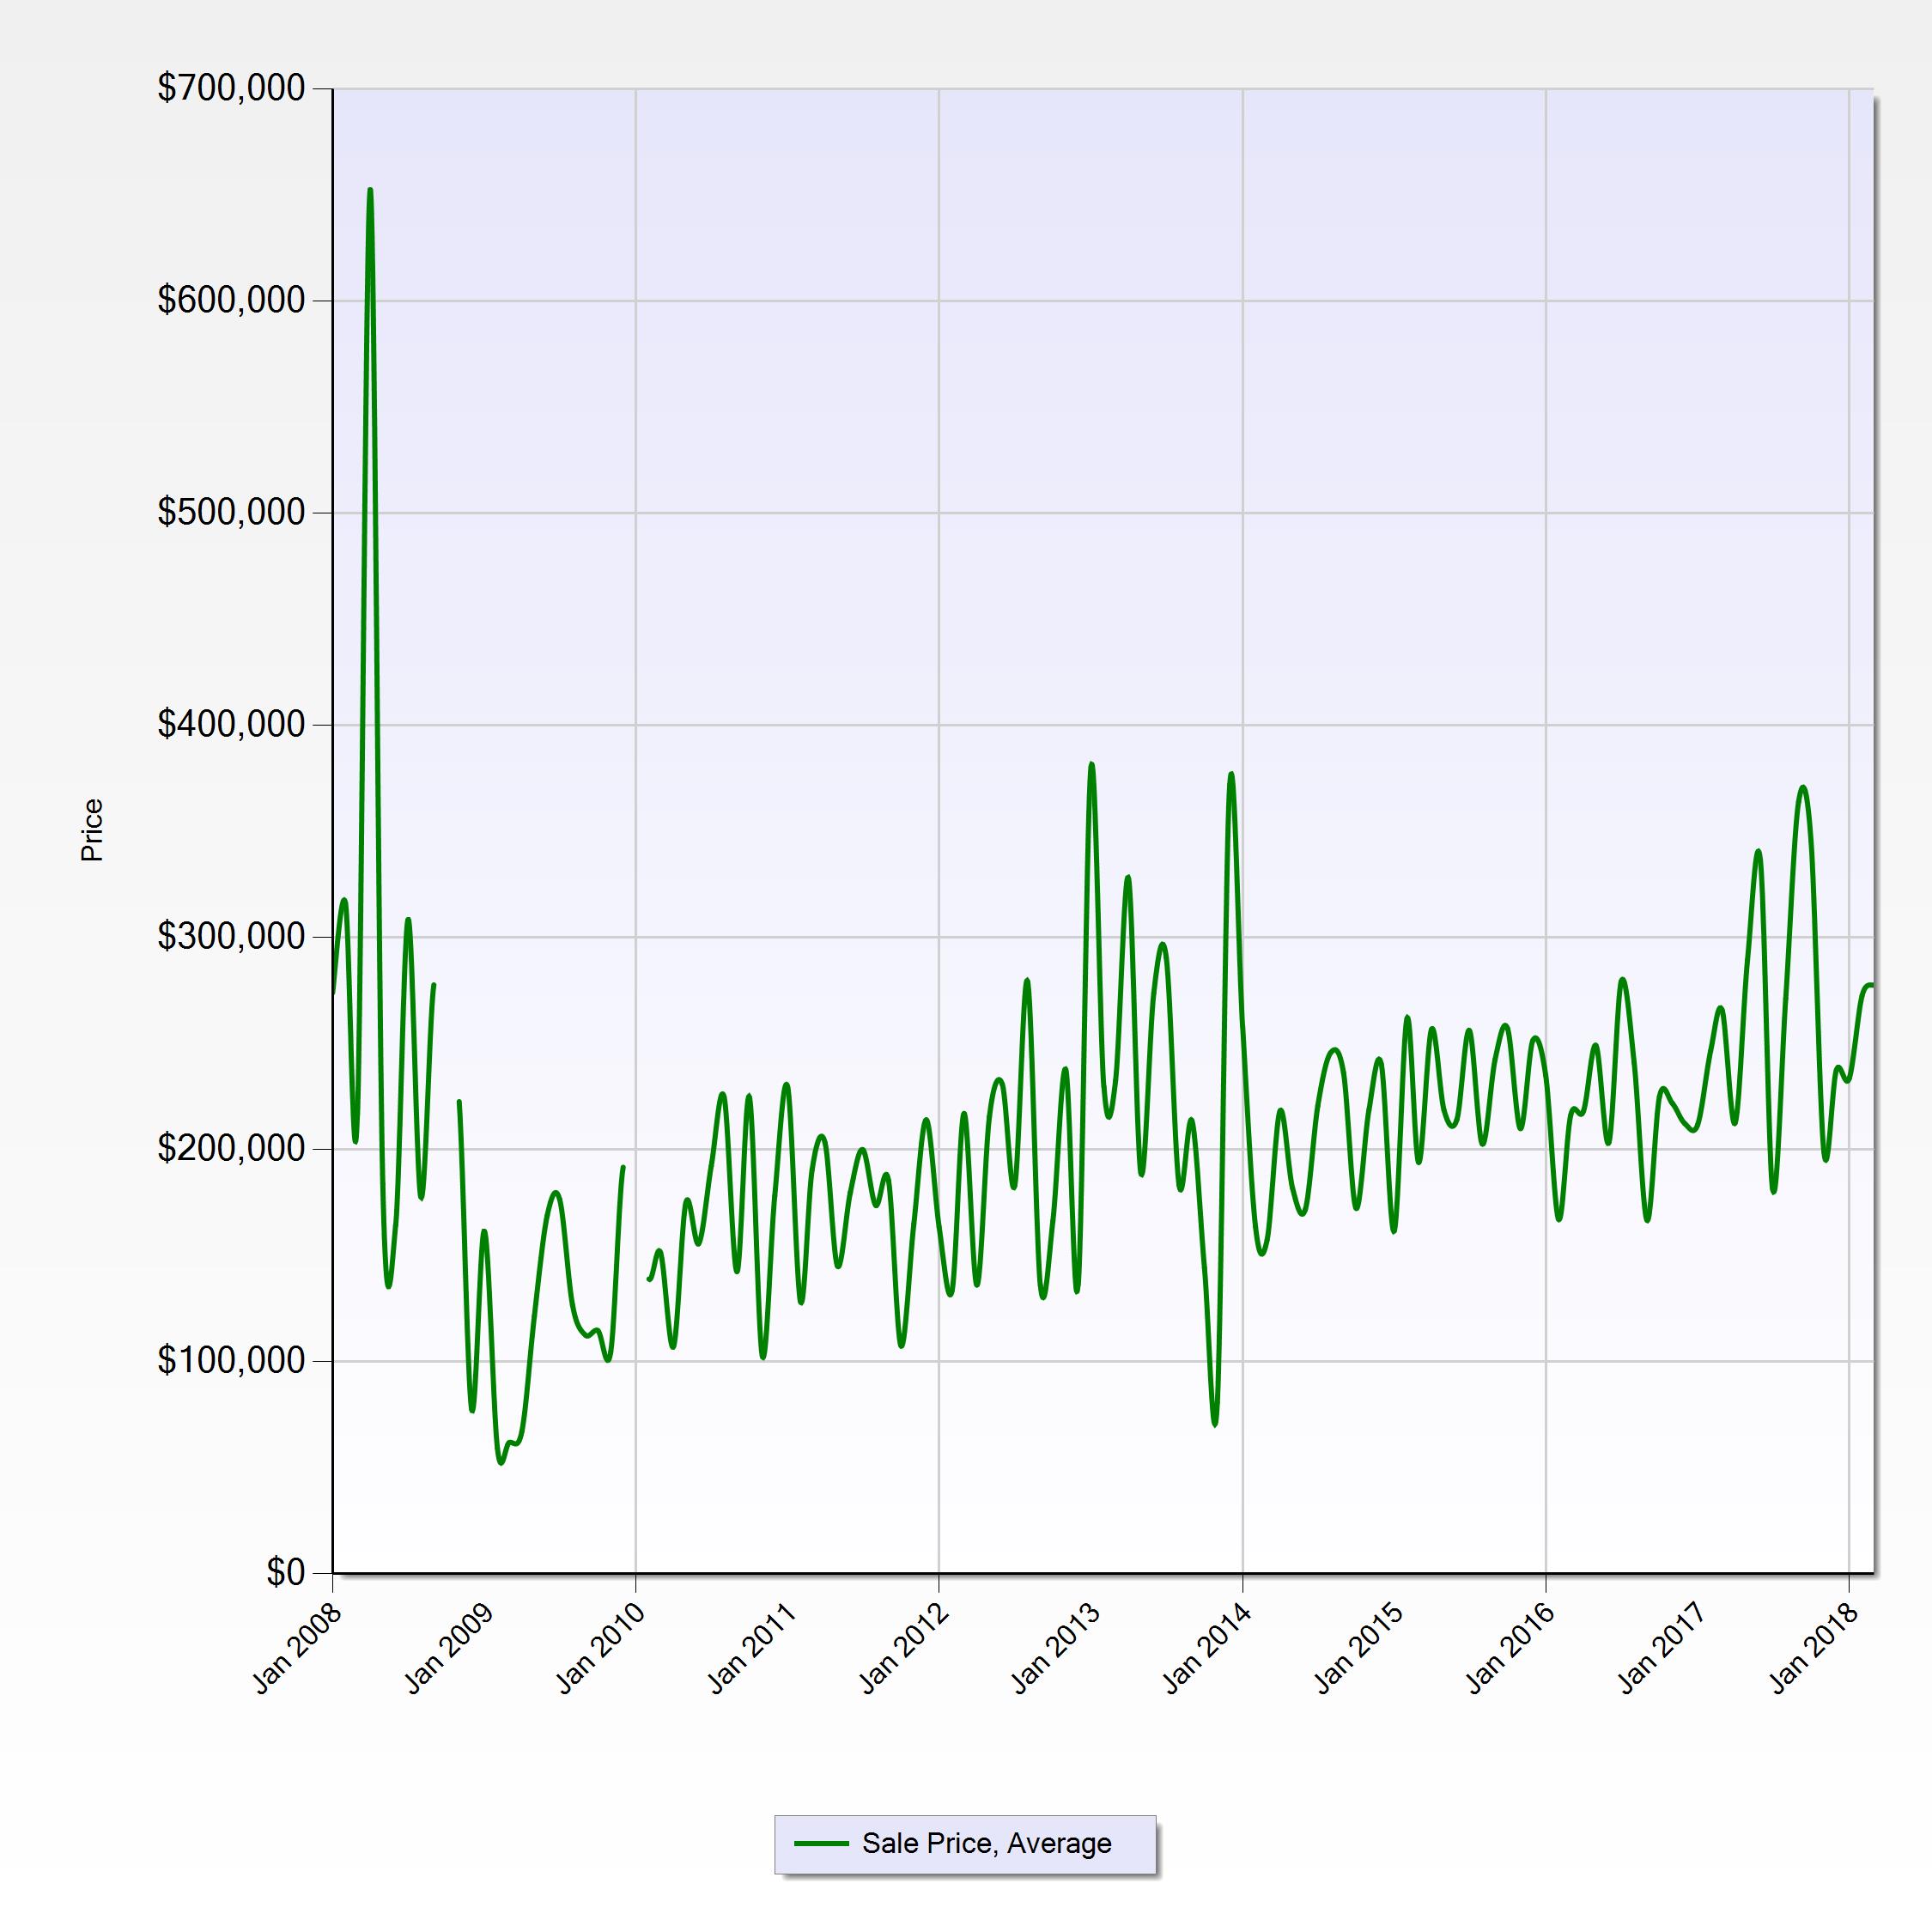 $700,000
$600,000
$500,000
$400,000
$300,000
$200,000
$100,000
$0
Price
Jan 2008
Jan 2009
Jan 2010
Jan 2011
Jan 2012
Jan 2013
Jan 2014
Jan 2015
Jan 2016
Jan 2017
Jan 2018
Sale Price, Average